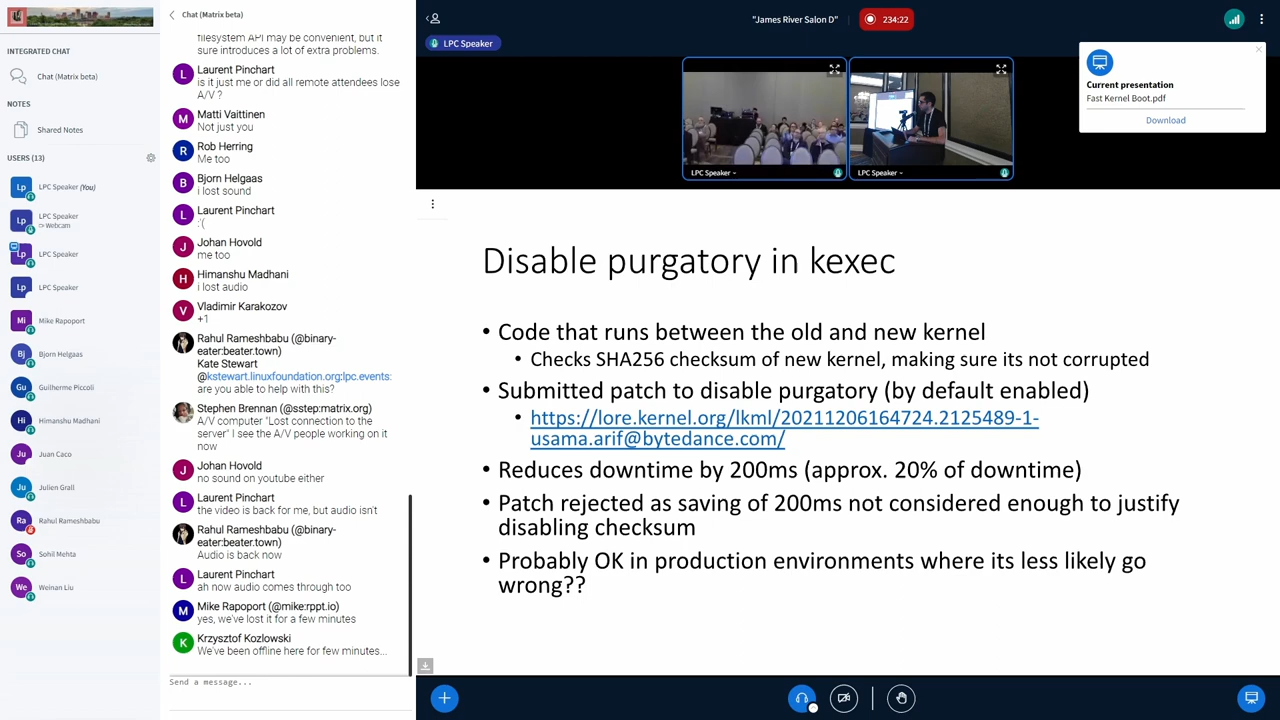 INTEGRATED CHAT
Chat (Matrix beta)
NOTES
Shared Notes
USERS (13)
Lp
LPC Speaker (You)
Lp
LPC Speaker
Webcam
Lp
LPC Speaker
Lp
LPC Speaker
Mi
Mike Rapoport
Bj
Bjorn Helgaas
Gu
Guilherme Piccoli
Hi
Himanshu Madhani
Ju
Juan Caco
Ju
Julien Grall
Ra
Rahul Rameshbabu
So
Sohil Mehta
We
Weinan Liu
Chat (Matrix beta)
filesystem API may be convenient, but it
sure introduces a lot of extra problems.
L
Laurent Pinchart
is it just me or did all remote attendees lose
A/V ?
M
Matti Vaittinen
Not just you
R
Rob Herring
Me too
B
Bjorn Helgaas
i lost sound
L
Laurent Pinchart
:'(
J
Johan Hovold
me too
H
Himanshu Madhani
i lost audio
V
Vladimir Karakozov
+1
Rahul Rameshbabu (@binary-
eater:beater.town)
Kate Stewart
@kstewart.linuxfoundation.org:lpc.events:
are you able to help with this?
Stephen Brennan (@sstep:matrix.org)
A/V computer "Lost connection to the
server" I see the A/V people working on it
now
J
Johan Hovold
no sound on youtube either
L
Laurent Pinchart
the video is back for me, but audio isn't
Rahul Rameshbabu (@binary-
eater:beater.town)
Audio is back now
L
Laurent Pinchart
ah now audio comes through too
M
Mike Rapoport (@mike:rppt.io)
yes, we've lost it for a few minutes
K
Krzysztof Kozlowski
We've been offline here for few minutes...
Send a message...
"James River Salon D"
234:22
LPC Speaker
LPC Speaker
LPC Speaker
Current presentation
Fast Kernel Boot.pdf
Download
Disable purgatory in kexec
• Code that runs between the old and new kernel
• Checks SHA256 checksum of new kernel, making sure its not corrupted
• Submitted patch to disable purgatory (by default enabled)
• https://lore.kernel.org/lkml/20211206164724.2125489-1-
usama.arif@bytedance.com/
• Reduces downtime by 200ms (approx. 20% of downtime)
• Patch rejected as saving of 200ms not considered enough to justify
disabling checksum
• Probably OK in production environments where its less likely go
wrong??